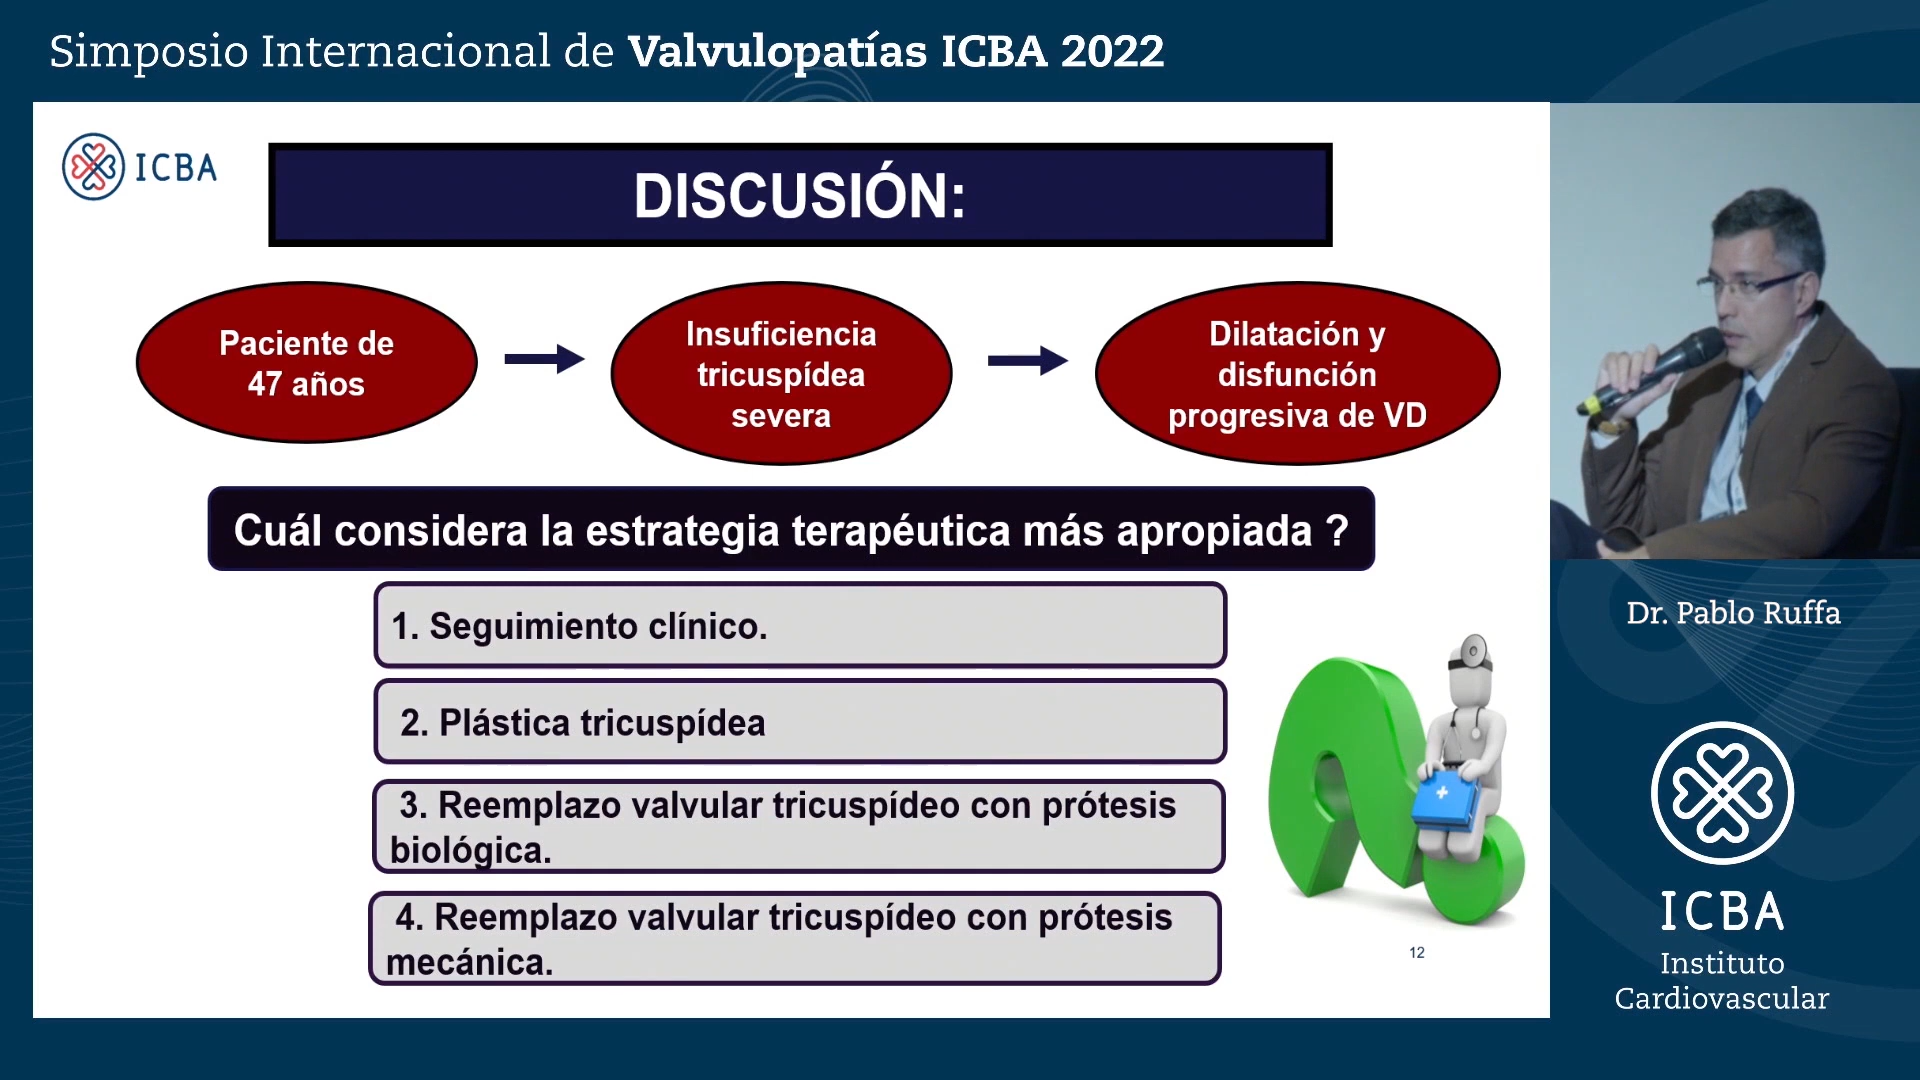 Simposio Internacional de Valvulopatías ICBA 2022
ICBA
DISCUSIÓN:
Paciente de
47 años
Insuficiencia
tricuspídea
severa
Dilatación y
disfunción
progresiva de VD
Cuál considera la estrategia terapéutica más apropiada ?
1. Seguimiento clínico.
2. Plástica tricuspídea
3. Reemplazo valvular tricuspídeo con prótesis
biológica.
4. Reemplazo valvular tricuspídeo con prótesis
mecánica.
12
Dr. Pablo Ruffa
ICBA
Instituto
Cardiovascular